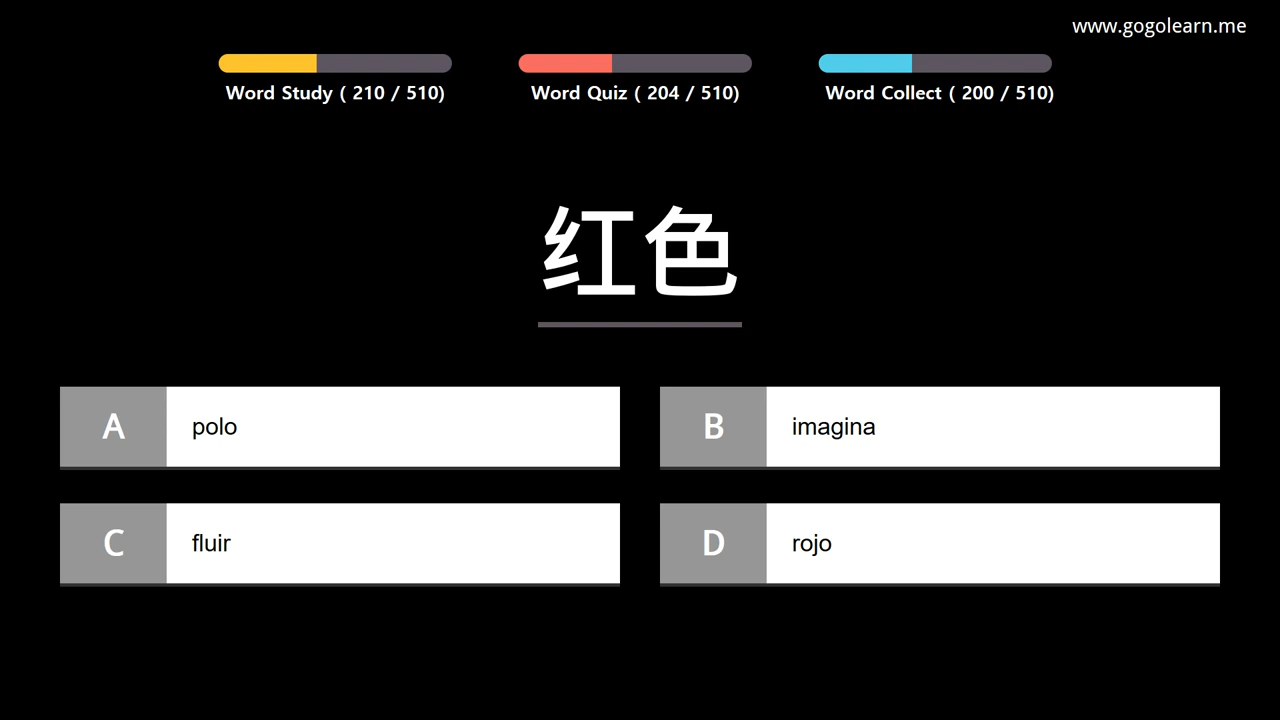 www.gogolearn.me
Word Study ( 210 / 510)
Word Quiz ( 204 / 510)
Word Collect ( 200 / 510)
红色
A polo
B imagina
C fluir
D rojo